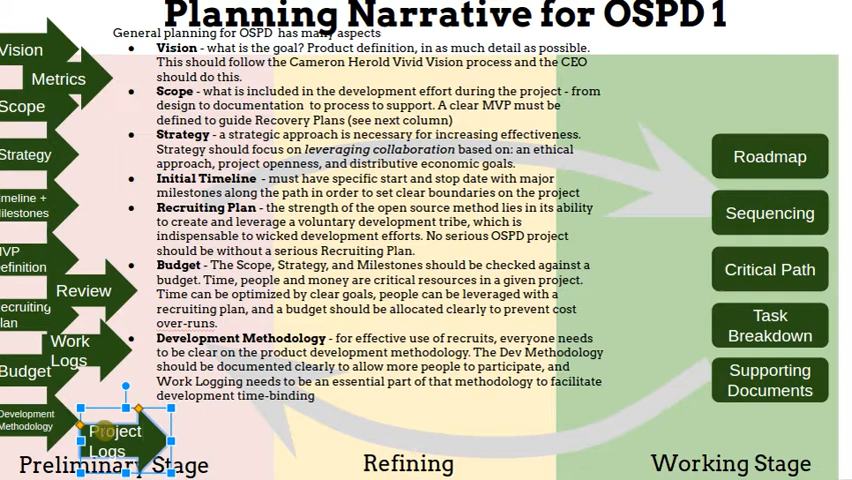 Planning Narrative for OSPD 1
General planning for OSPD has many aspects
Vision - what is the goal? Product definition, in as much detail as possible.
This should follow the Cameron Herold Vivid Vision process and the CEO
should do this.
Scope - what is included in the development effort during the project - from
design to documentation to process to support. A clear MVP must be
defined to guide Recovery Plans (see next column)
Strategy - a strategic approach is necessary for increasing effectiveness.
Strategy should focus on leveraging collaboration based on: an ethical
approach, project openness, and distributive economic goals.
Initial Timeline - must have specific start and stop date with major
milestones along the path in order to set clear boundaries on the project
Recruiting Plan - the strength of the open source method lies in its ability
to create and leverage a voluntary development tribe, which is
indispensable to wicked development efforts. No serious OSPD project
should be without a serious Recruiting Plan.
Budget - The Scope, Strategy, and Milestones should be checked against a
budget. Time, people and money are critical resources in a given project.
Time can be optimized by clear goals, people can be leveraged with a
recruiting plan, and a budget should be allocated clearly to prevent cost
over-runs.
Development Methodology - for effective use of recruits, everyone needs
to be clear on the product development methodology. The Dev Methodology
should be documented clearly to allow more people to participate, and
Work Logging needs to be an essential part of that methodology to facilitate
development time-binding
Vision
Metrics
Scope
Strategy
imeline +
Milestones
MVP
efinition
Review
ecruiting
lan
Work
Logs
Budget
Development
Methodology
Project
Logs
Roadmap
Sequencing
Critical Path
Task
Breakdown
Supporting
Documents
Preliminary Stage
Refining
Working Stage